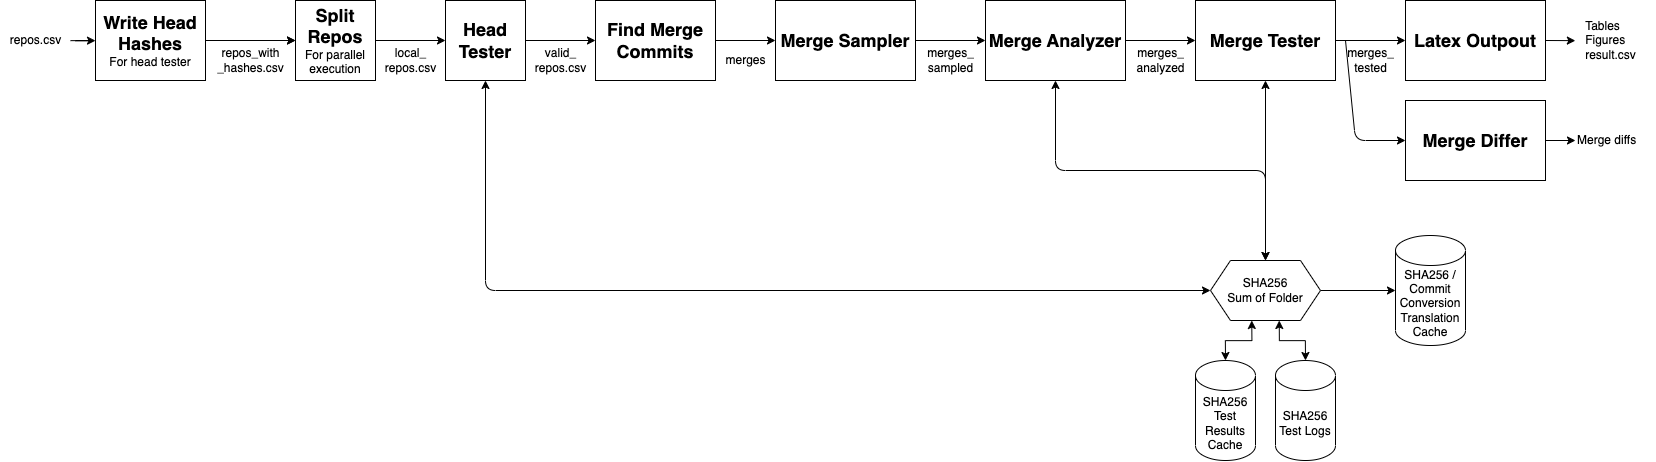 repos.csv
Write Head
Hashes
For head tester
repos_with
_hashes.csv
Split
Repos
For parallel
execution
local_
repos.csv
Head
Tester
valid_
repos.csv
Find Merge
Commits
merges
Merge Sampler
merges_
sampled
Merge Analyzer
merges_
analyzed
Merge Tester
merges_
tested
Latex Outpout
Tables
Figures
result.csv
Merge Differ
Merge diffs
SHA256
Sum of Folder
SHA256 /
Commit
Conversion
Translation
Cache
SHA256
Test
Results
Cache
SHA256
Test Logs